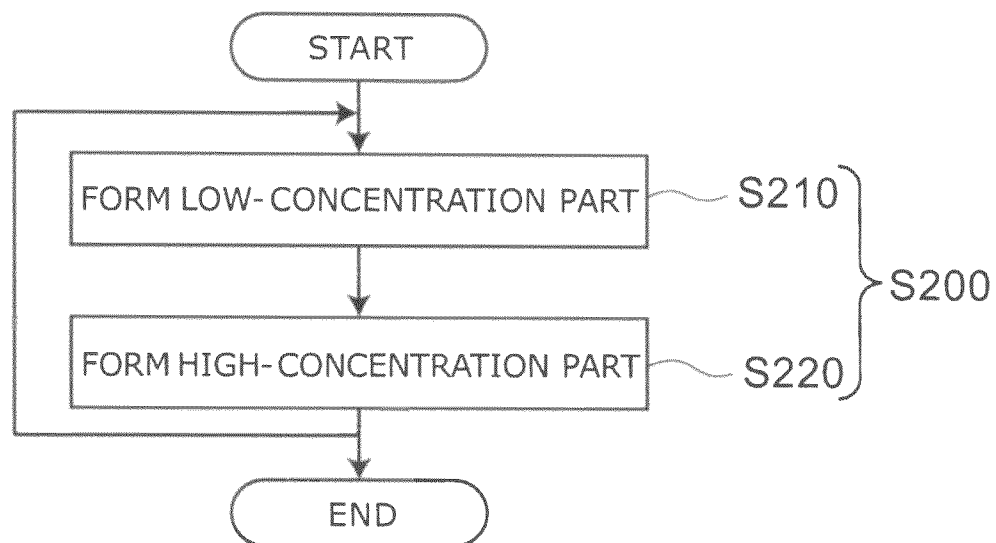 START
FORM LOW-CONCENTRATION PART
S210
S200
FORM HIGH-CONCENTRATION PART
S220
END